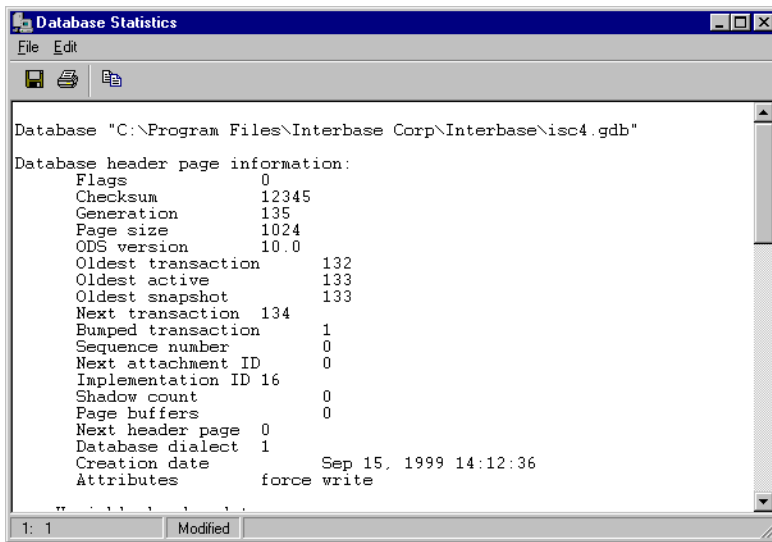 Database Statistics
File Edit
Database "C:\Program Files\Interbase Corp\Interbase\isc4.gdb"
Database header page information:
Flags 0
Checksum 12345
Generation 135
Page size 1024
ODS version 10.0
Oldest transaction 132
Oldest active 133
Oldest snapshot 133
Next transaction 134
Bumped transaction 1
Sequence number 0
Next attachment ID 0
Implementation ID 16
Shadow count 0
Page buffers 0
Next header page 0
Database dialect 1
Creation date Sep 15, 1999 14:12:36
Attributes force write
1: 1 Modified